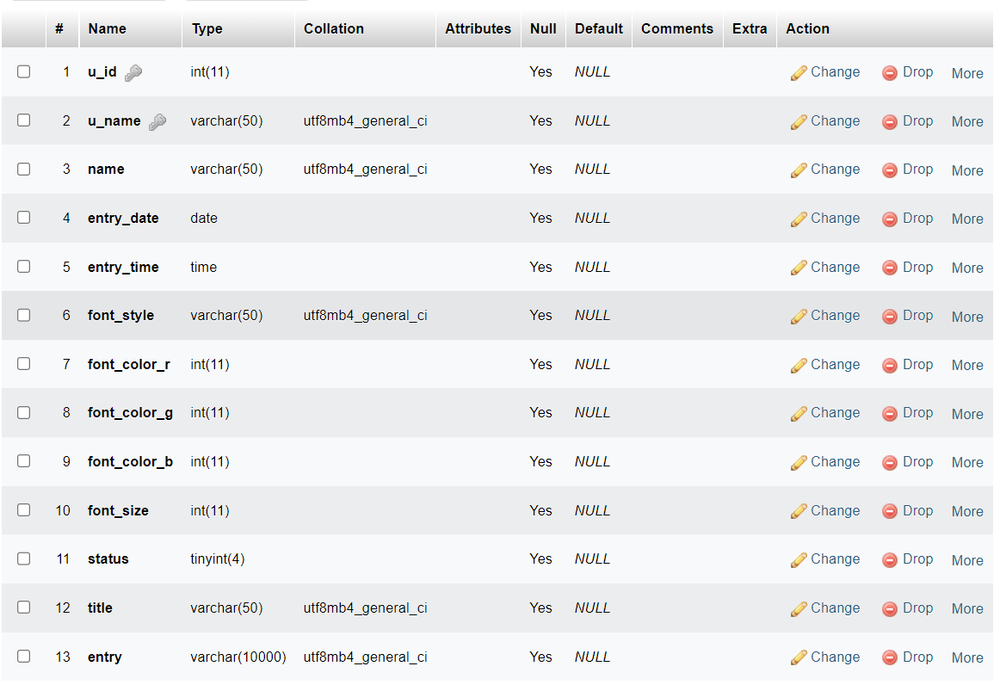 # Name Type Collation Attributes Null Default Comments Extra Action
1 u_id int(11) Yes NULL Change Drop More
2 u_name varchar(50) utf8mb4_general_ci Yes NULL Change Drop More
3 name varchar(50) utf8mb4_general_ci Yes NULL Change Drop More
4 entry_date date Yes NULL Change Drop More
5 entry_time time Yes NULL Change Drop More
6 font_style varchar(50) utf8mb4_general_ci Yes NULL Change Drop More
7 font_color_r int(11) Yes NULL Change Drop More
8 font_color_g int(11) Yes NULL Change Drop More
9 font_color_b int(11) Yes NULL Change Drop More
10 font_size int(11) Yes NULL Change Drop More
11 status tinyint(4) Yes NULL Change Drop More
12 title varchar(50) utf8mb4_general_ci Yes NULL Change Drop More
13 entry varchar(10000) utf8mb4_general_ci Yes NULL Change Drop More